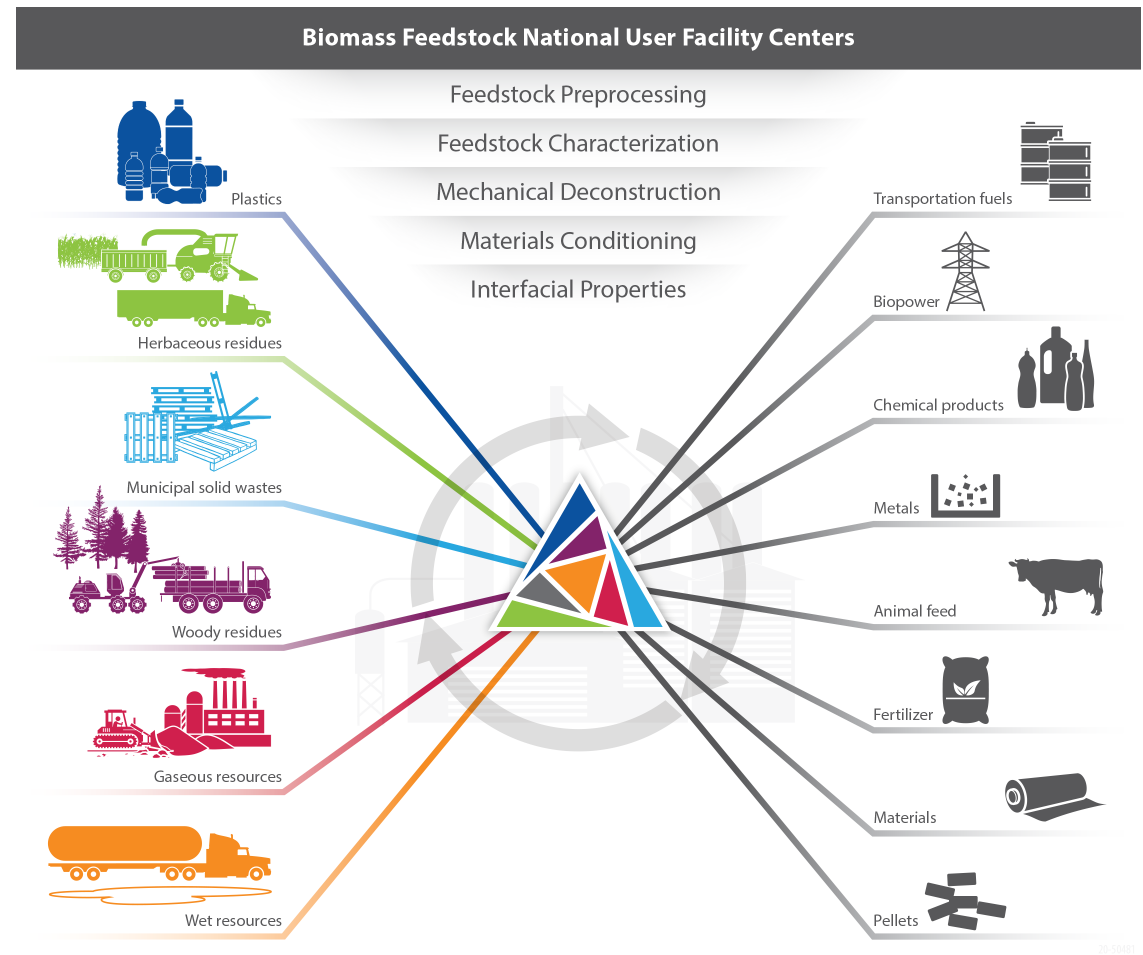 Biomass Feedstock National User Facility Centers
Feedstock Preprocessing
Feedstock Characterization
Mechanical Deconstruction
Materials Conditioning
Interfacial Properties
Plastics
Herbaceous residues
Municipal solid wastes
Woody residues
Gaseous resources
Wet resources
Transportation fuels
Biopower
Chemical products
Metals
Animal feed
Fertilizer
Materials
Pellets